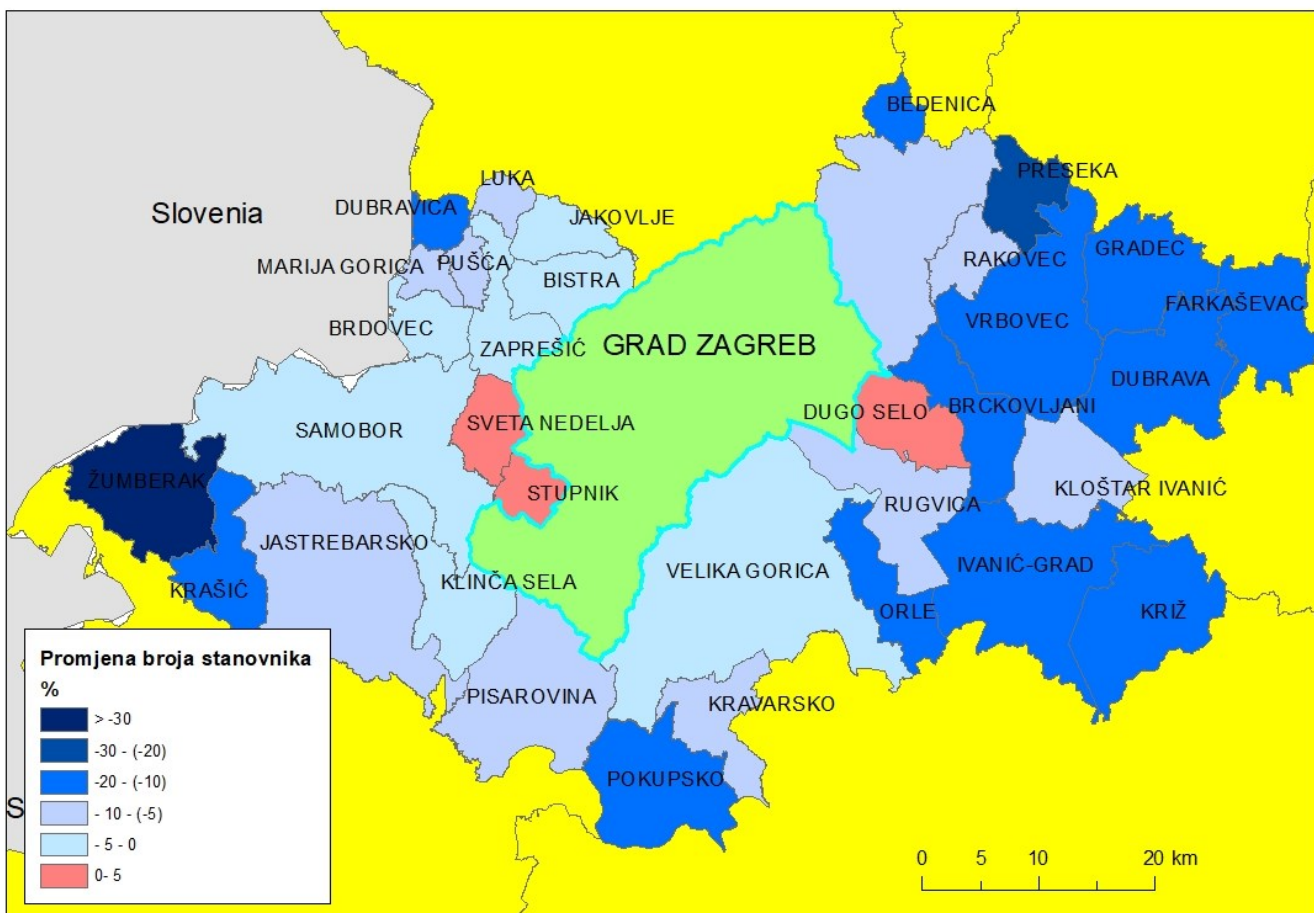 BEDENICA
PRESEKA
LUKA
Slovenia
DUBRAVICA
JAKOVLJE
GRADEC
MARIJA GORICA
PUŠĆA
BISTRA
RAKOVEC
FARKAŠEVAC
BRDOVEC
ZAPREŠIĆ
GRAD ZAGREB
VRBOVEC
DUBRAVA
SAMOBOR
SVETA NEDELJA
DUGO SELO
BRCKOVLJANI
ŽUMBERAK
STUPNIK
RUGVICA
KLOŠTAR IVANIĆ
JASTREBARSKO
KRAŠIĆ
KLINČA SELA
VELIKA GORICA
IVANIĆ-GRAD
ORLE
KRIŽ
PISAROVINA
KRAVARSKO
POKUPSKO
S
Promjena broja stanovnika
%
> -30
-30 - (-20)
-20 - (-10)
- 10 - (-5)
- 5 - 0
0- 5
0 5 10 20 km